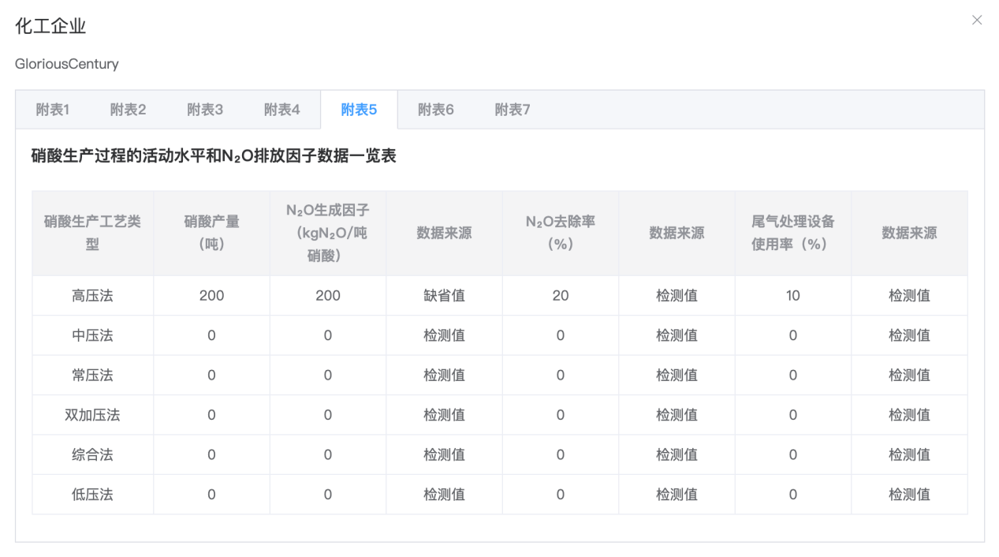 化工企业
GloriousCentury
附表1 附表2 附表3 附表4 附表5 附表6 附表7
硝酸生产过程的活动水平和N₂O排放因子数据一览表
硝酸生产工艺类型 硝酸产量（吨） N₂O生成因子（kgN₂O/吨硝酸） 数据来源 N₂O去除率（%） 数据来源 尾气处理设备使用率（%） 数据来源
高压法 200 200 缺省值 20 检测值 10 检测值
中压法 0 0 检测值 0 检测值 0 检测值
常压法 0 0 检测值 0 检测值 0 检测值
双加压法 0 0 检测值 0 检测值 0 检测值
综合法 0 0 检测值 0 检测值 0 检测值
低压法 0 0 检测值 0 检测值 0 检测值